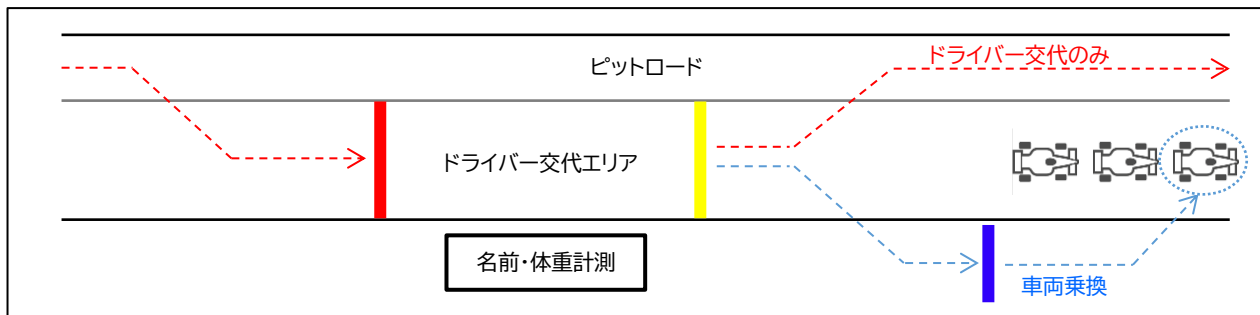 ドライバー交代のみ
ピットロード
ドライバー交代エリア
名前・体重計測
車両乗換